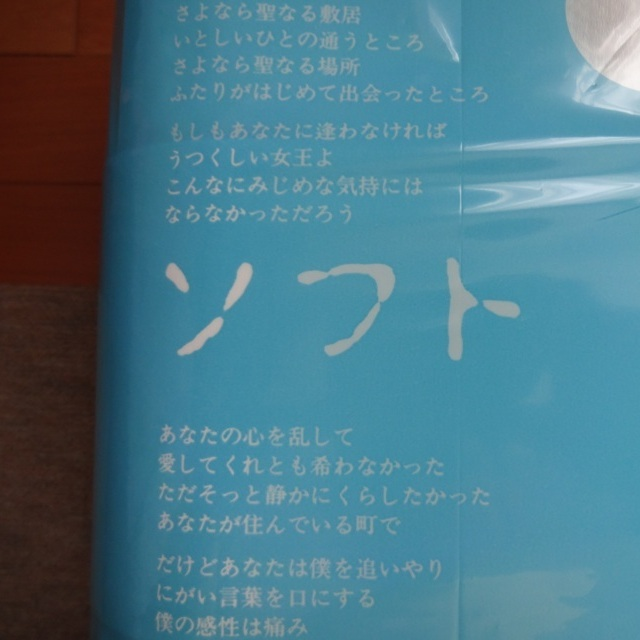 さよなら聖なる敷居
いとしいひとの通うところ
さよなら聖なる場所
ふたりがはじめて出会ったところ
もしもあなたに逢わなければ
うつくしい女王よ
こんなにみじめな気持には
ならなかっただろう
ソフト
あなたの心を乱して
愛してくれとも希わなかった
ただそっと静かにくらしたかった
あなたが住んでいる町で
だけどあなたは僕を追いやり
にがい言葉を口にする
僕の感性は痛み